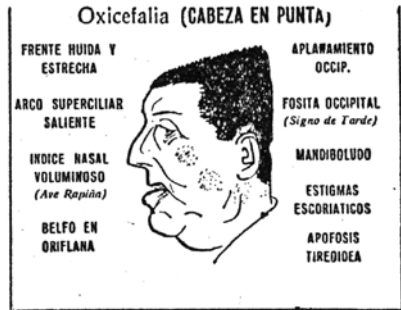 Oxicefalia (CABEZA EN PUNTA)
FRENTE HUIDA Y
ESTRECHA
ARCO SUPERCILIAR
SALIENTE
INDICE NASAL
VOLUMINOSO
(Ave Rapiña)
BELFO EN
ORIFLANA
APLANAMIENTO
OCCIP.
FOSITA OCCIPITAL
(Signo de Tarde)
MANDIBOLUDO
ESTIGMAS
ESCORIATICOS
APOFOSIS
TIREOIDEA